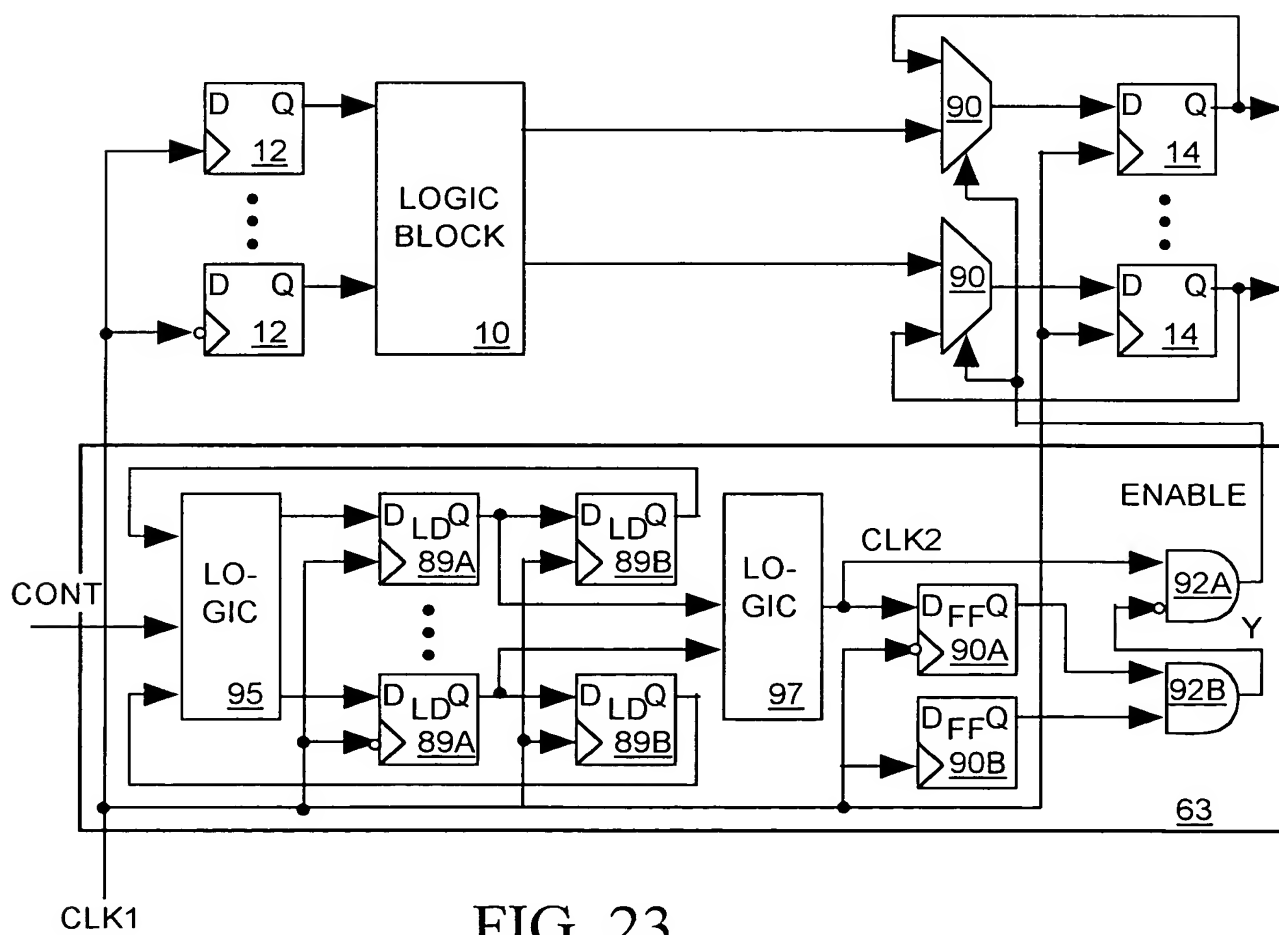 D Q
12
LOGIC
BLOCK
10
D Q
12
90
90
D Q
14
D Q
14
CONT
LO-
GIC
95
D LD Q
89A
D LD Q
89B
D LD Q
89A
D LD Q
89B
LO-
GIC
97
CLK2
D FF Q
90A
D FF Q
90B
ENABLE
92A
Y
92B
63
CLK1
FIG. 23